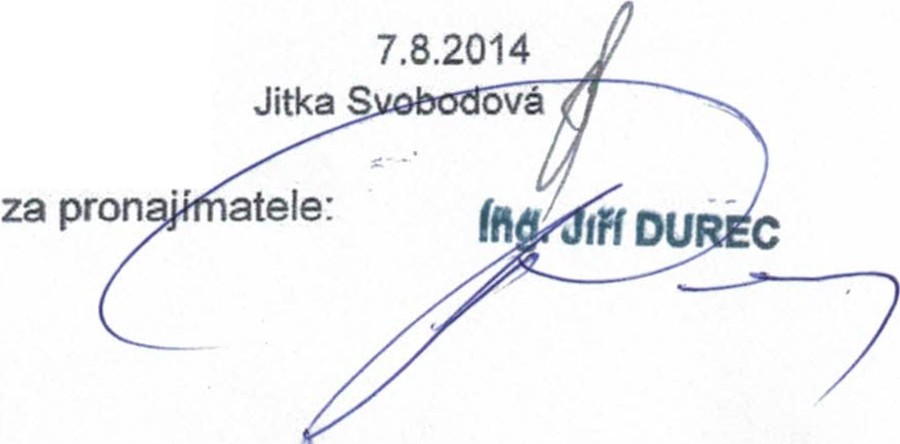 7.8.2014
Jitka Svobodová
za pronajímatele:
Ing. Jiří DUREC